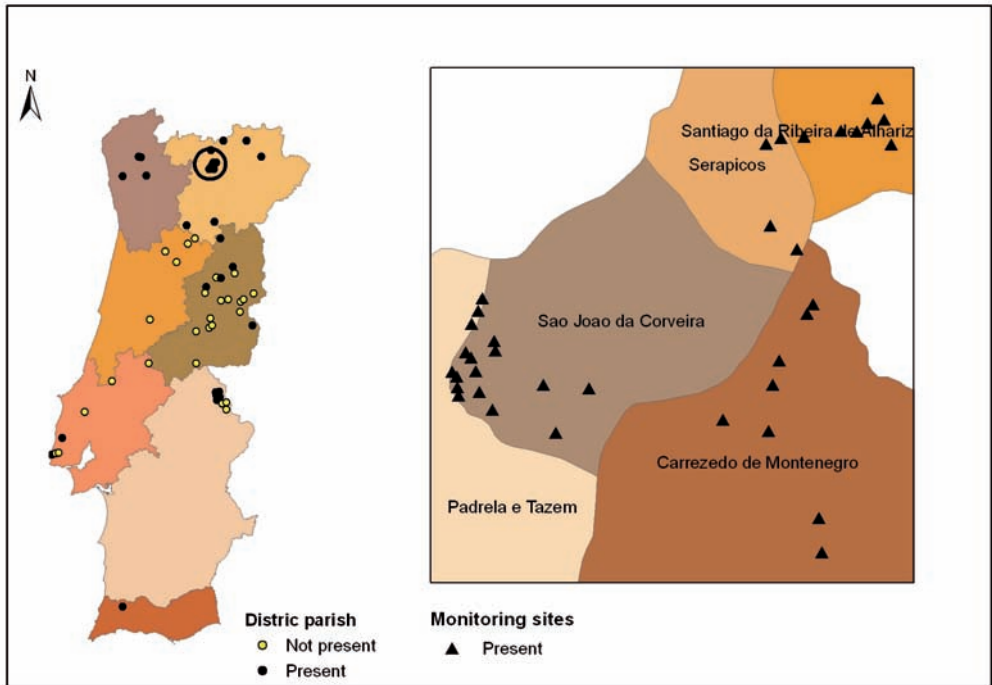 N
Santiago da Ribeira de Alhariz
Serapicos
Sao Joao da Corveira
Carrezedo de Montenegro
Padrela e Tazem
Distric parish
Not present
Present
Monitoring sites
Present